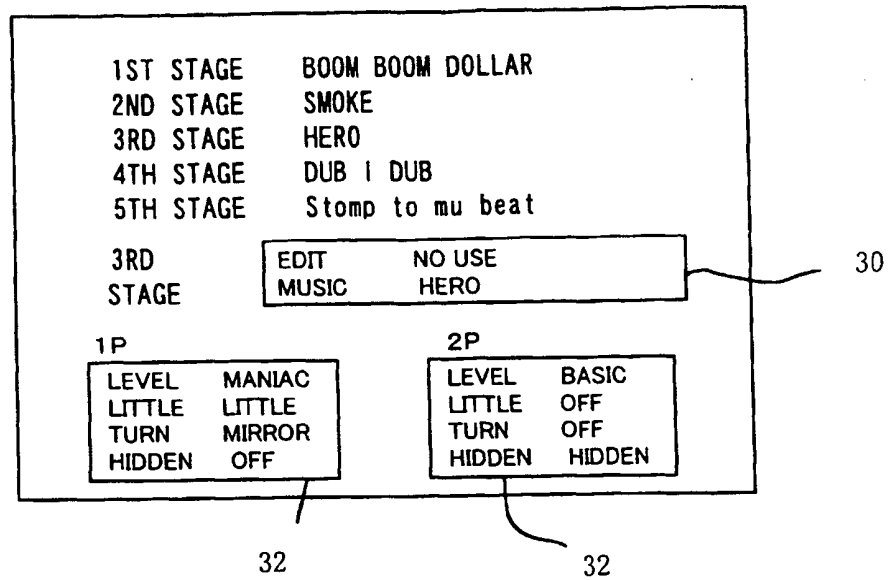 1ST STAGE BOOM BOOM DOLLAR
2ND STAGE SMOKE
3RD STAGE HERO
4TH STAGE DUB I DUB
5TH STAGE Stomp to mu beat
3RD STAGE
EDIT NO USE
MUSIC HERO
30
1P
LEVEL MANIAC
LITTLE LITTLE
TURN MIRROR
HIDDEN OFF
2P
LEVEL BASIC
LITTLE OFF
TURN OFF
HIDDEN HIDDEN
32
32